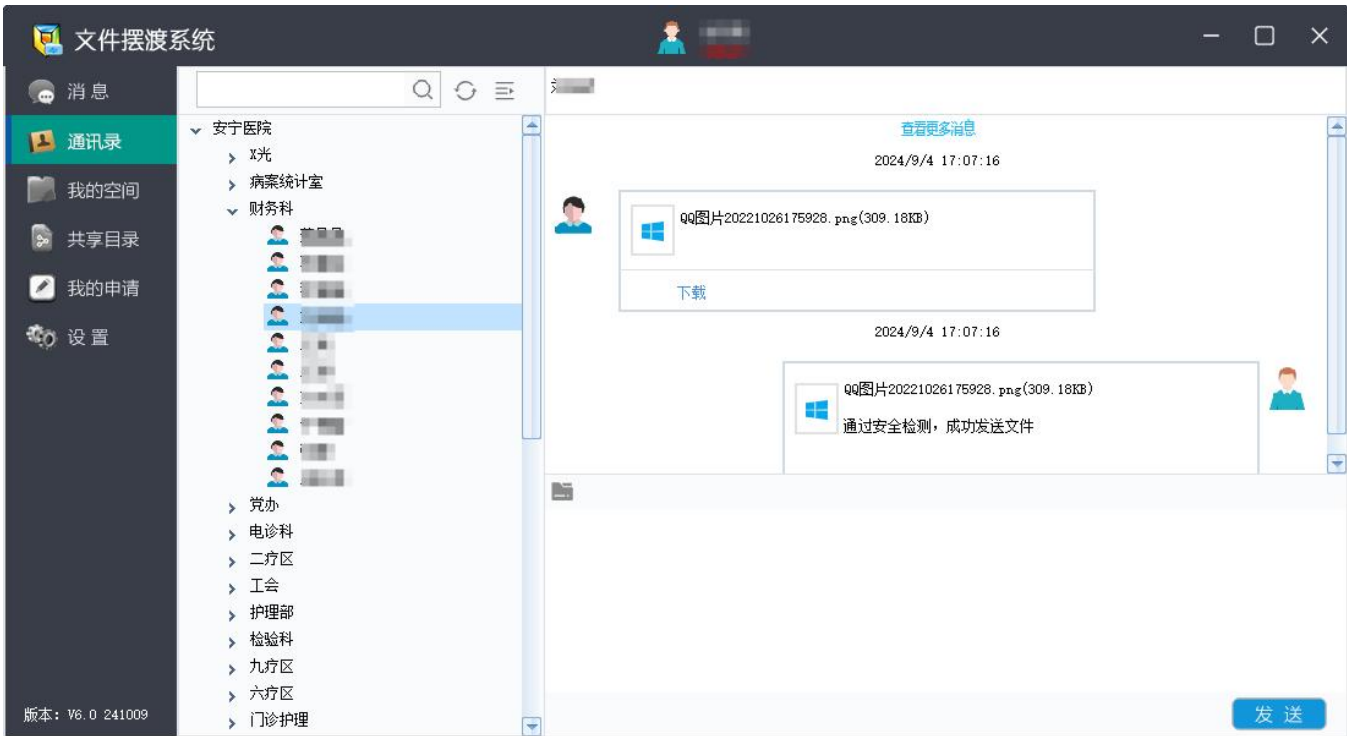 文件摆渡系统
消息
通讯录
我的空间
共享目录
我的申请
设置
版本: V6.0 241009
安宁医院
X光
病案统计室
财务科
党办
电诊科
二疗区
工会
护理部
检验科
九疗区
六疗区
门诊护理
查看更多消息
2024/9/4 17:07:16
QQ图片20221026175928.png(309.18KB)
下载
2024/9/4 17:07:16
QQ图片20221026175928.png(309.18KB)
通过安全检测，成功发送文件
发送